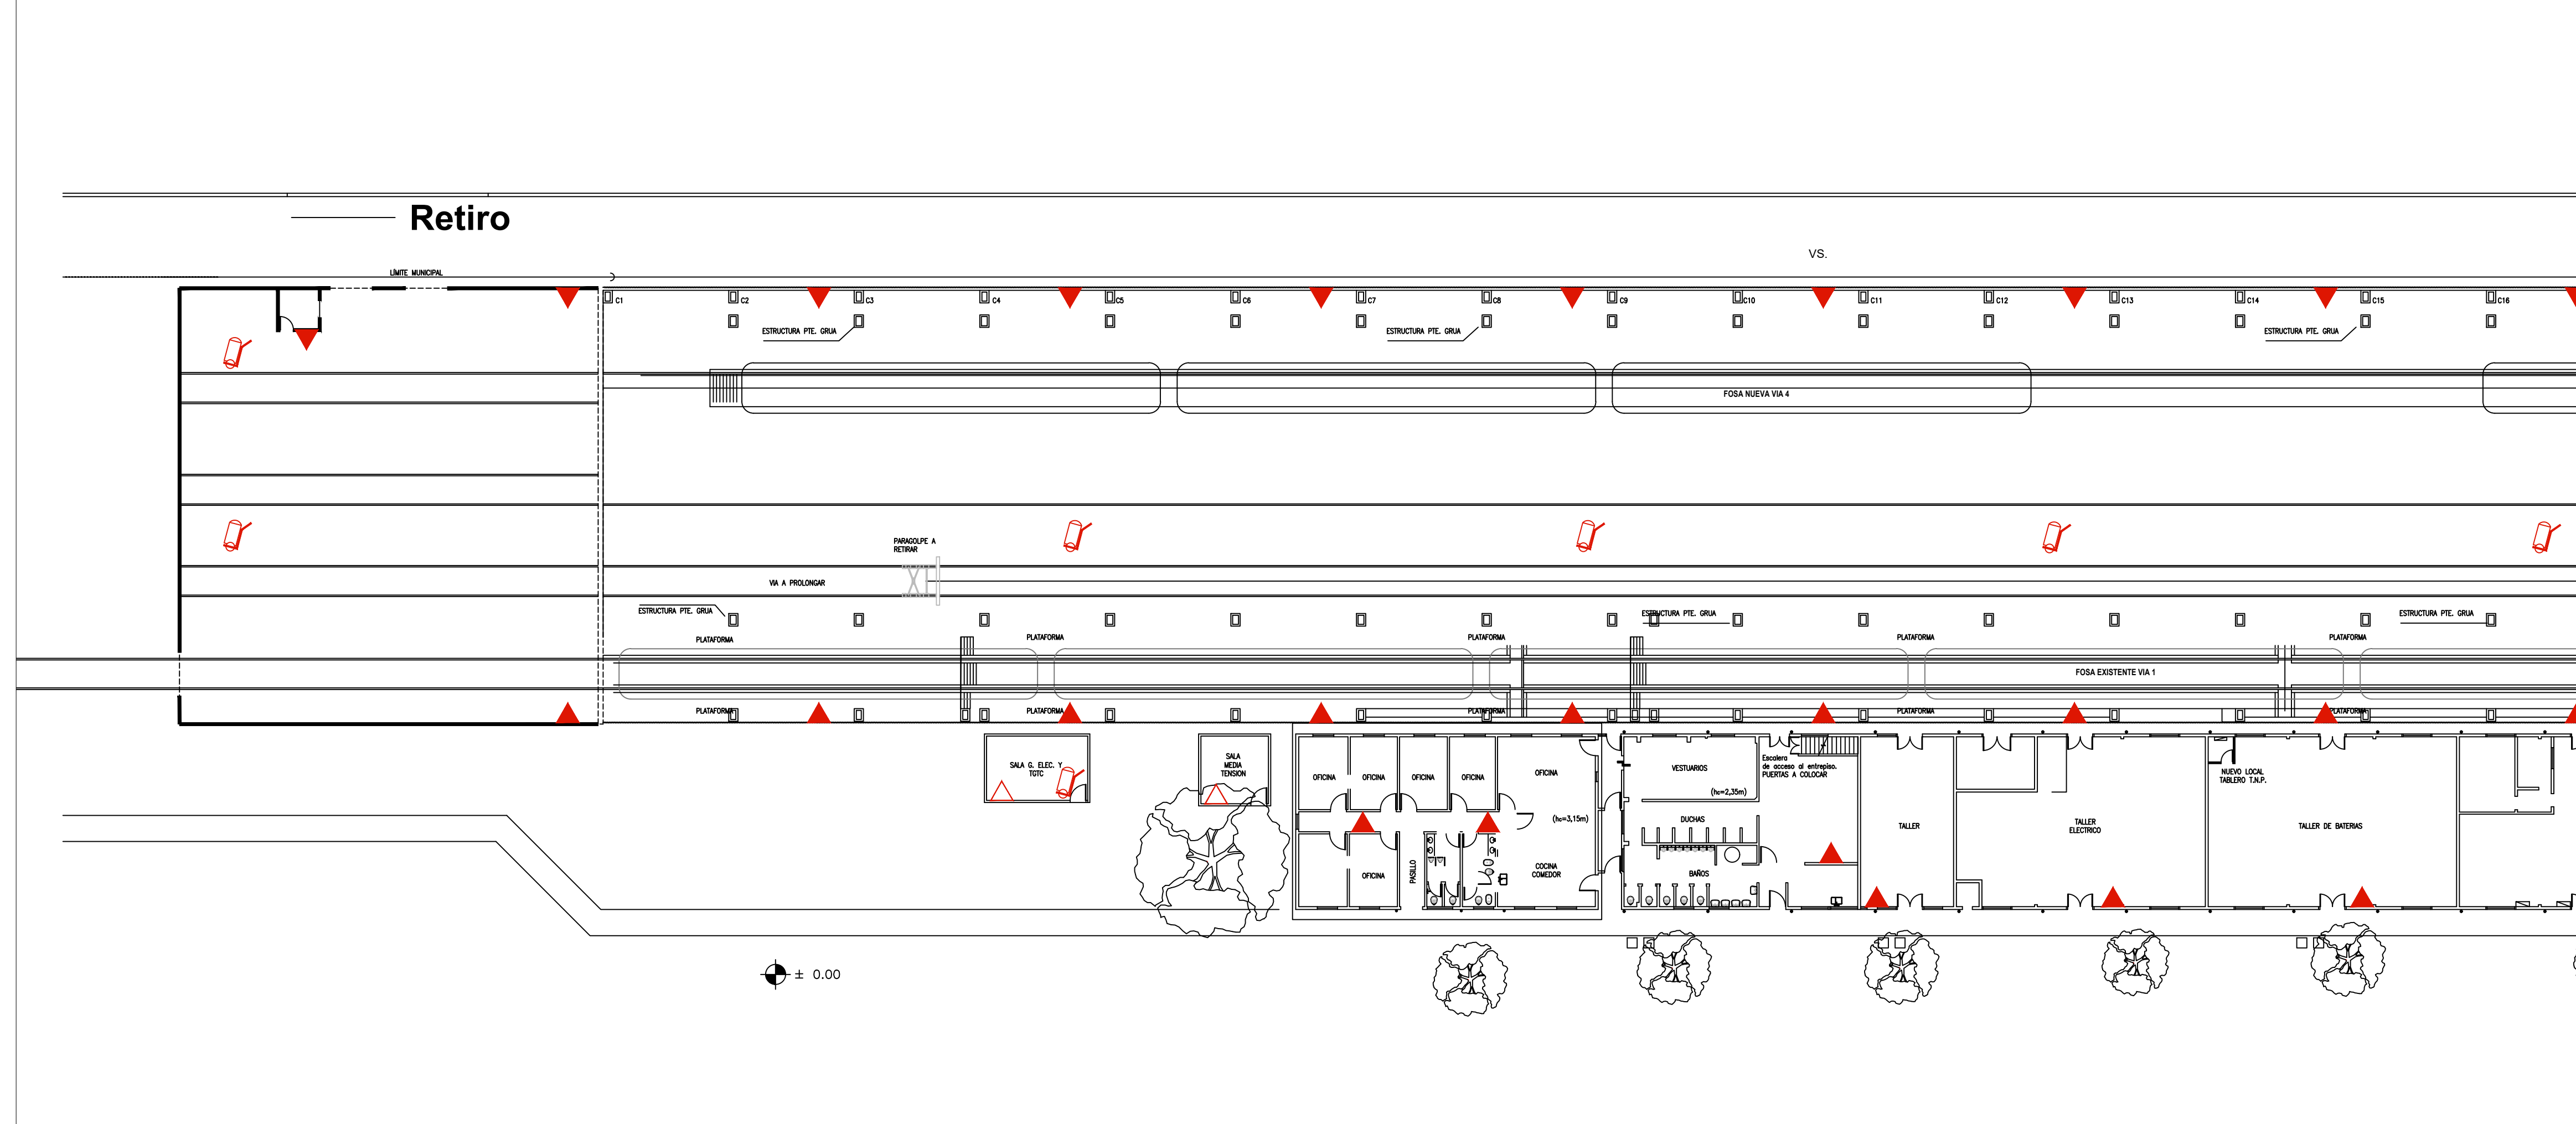 Retiro
VS.
LÍMITE MUNICIPAL
C1
C2
C3
C4
C5
C6
C7
C8
C9
C10
C11
C12
C13
C14
C15
C16
ESTRUCTURA PTE. GRUA
ESTRUCTURA PTE. GRUA
ESTRUCTURA PTE. GRUA
FOSA NUEVA VIA 4
PARAGOLPE A
RETIRAR
VIA A PROLONGAR
ESTRUCTURA PTE. GRUA
ESTRUCTURA PTE. GRUA
ESTRUCTURA PTE. GRUA
PLATAFORMA
PLATAFORMA
PLATAFORMA
PLATAFORMA
PLATAFORMA
FOSA EXISTENTE VIA 1
PLATAFORMA
PLATAFORMA
PLATAFORMA
PLATAFORMA
PLATAFORMA
SALA G. ELEC. Y
TGTC
SALA
MEDIA
TENSION
OFICINA
OFICINA
OFICINA
OFICINA
OFICINA
VESTUARIOS
(hc=2,35m)
Escalera
de acceso al entrepiso.
PUERTAS A COLOCAR
NUEVO LOCAL
TABLERO T.N.P.
(hc=3,15m)
DUCHAS
TALLER
TALLER
ELECTRICO
TALLER DE BATERIAS
OFICINA
PASILLO
COCINA
COMEDOR
BAÑOS
± 0.00